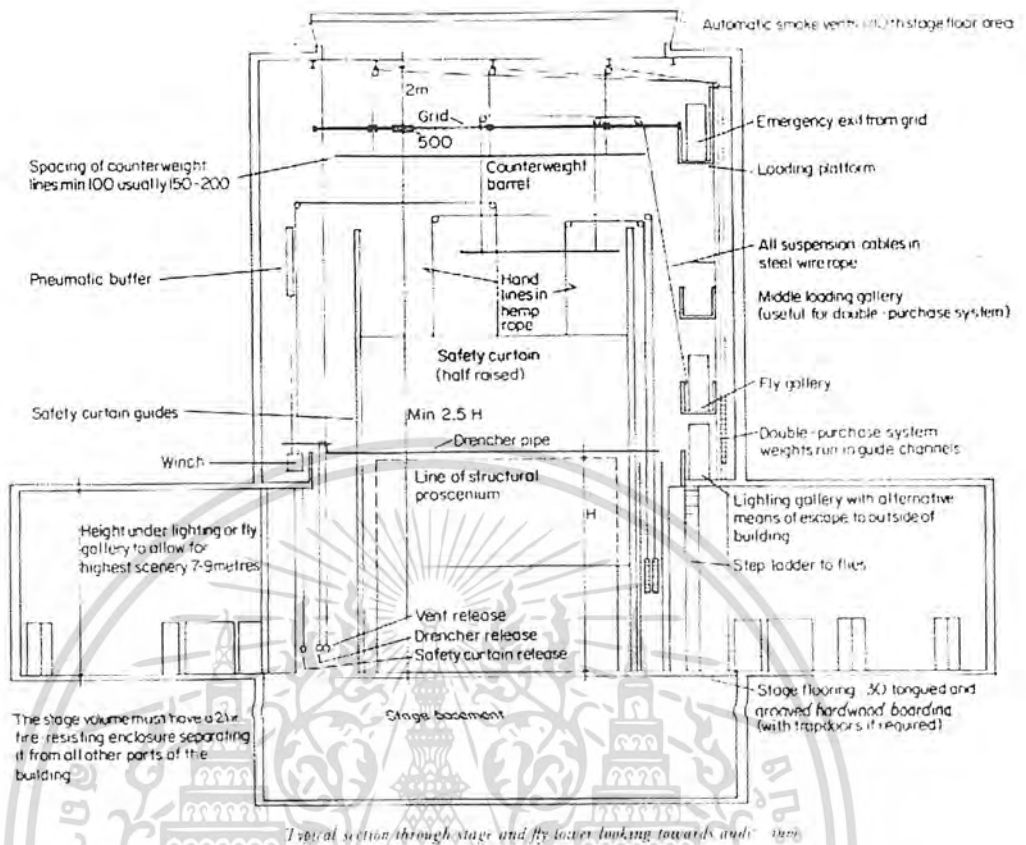 Automatic smoke vents 1/10th stage floor area
2m
Grid
500
Emergency exit from grid
Spacing of counterweight
lines min 100 usually 150-200
Counterweight
barrel
Loading platform
All suspension cables in
steel wire rope
Pneumatic buffer
Hand
lines in
hemp
rope
Middle loading gallery
(useful for double-purchase system)
Safety curtain
(half raised)
Fly gallery
Safety curtain guides
Min 2.5 H
Drencher pipe
Double-purchase system
weights run in guide channels
Winch
Line of structural
proscenium
H
Lighting gallery with alternative
means of escape to outside of
building
Height under lighting or fly
gallery to allow for
highest scenery 7-9metres
Step ladder to flies
Vent release
Drencher release
Safety curtain release
Stage flooring 30 tongued and
grooved hardwood boarding
(with trapdoors if required)
Stage basement
The stage volume must have a 2hr
fire-resisting enclosure separating
it from all other parts of the
building
Typical section through stage and fly tower looking towards